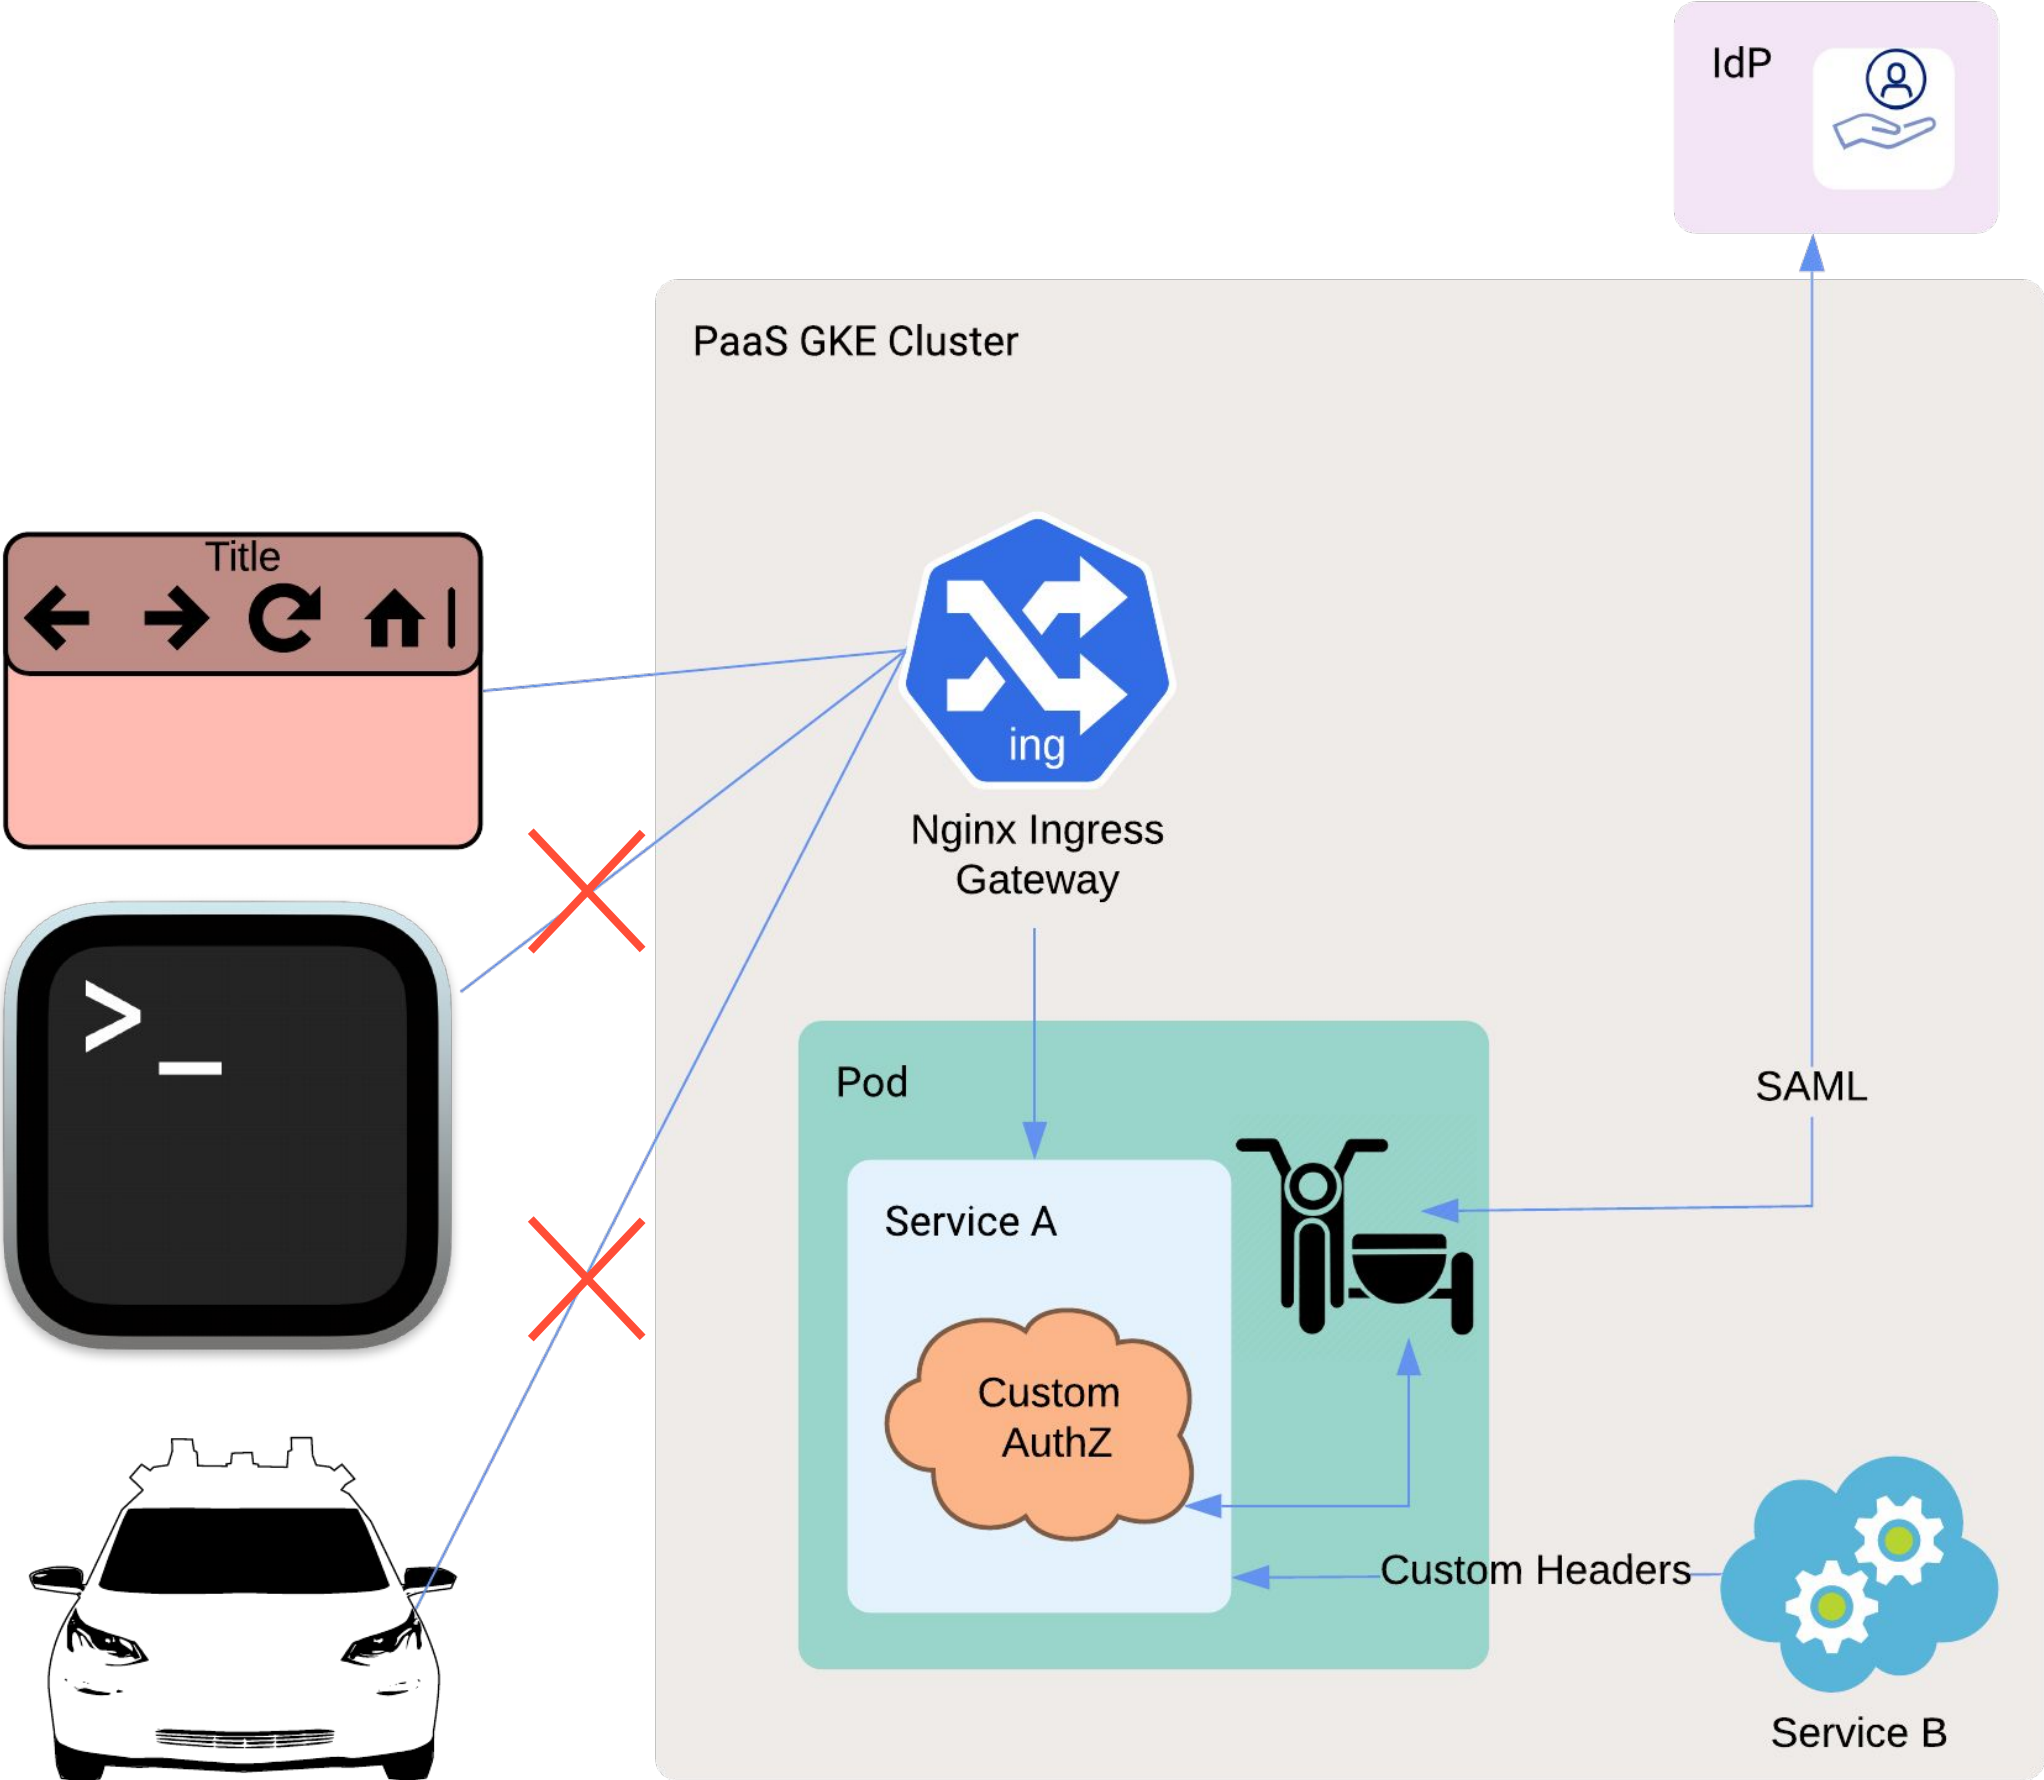 IdP
PaaS GKE Cluster
Title
ing
Nginx Ingress
Gateway
Pod
SAML
>_
Service A
Custom
AuthZ
Custom Headers
Service B